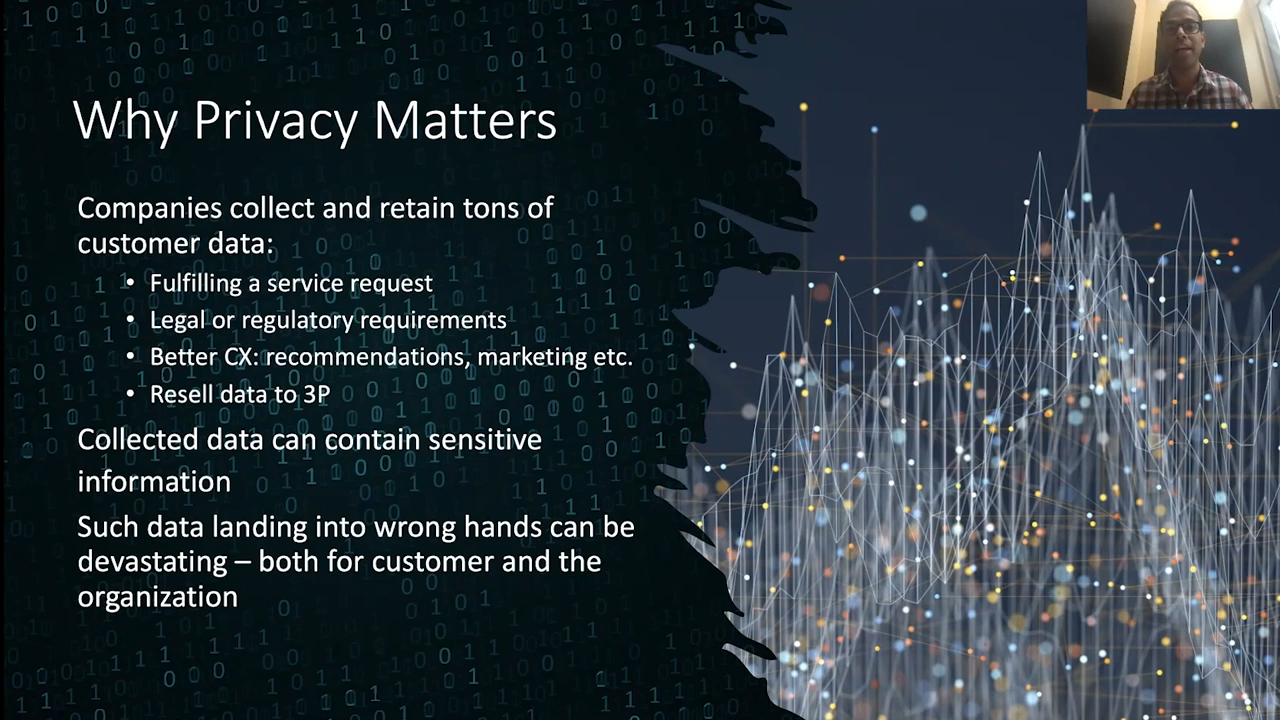 Why Privacy Matters
Companies collect and retain tons of
customer data:
• Fulfilling a service request
• Legal or regulatory requirements
• Better CX: recommendations, marketing etc.
• Resell data to 3P
Collected data can contain sensitive
information
Such data landing into wrong hands can be
devastating – both for customer and the
organization